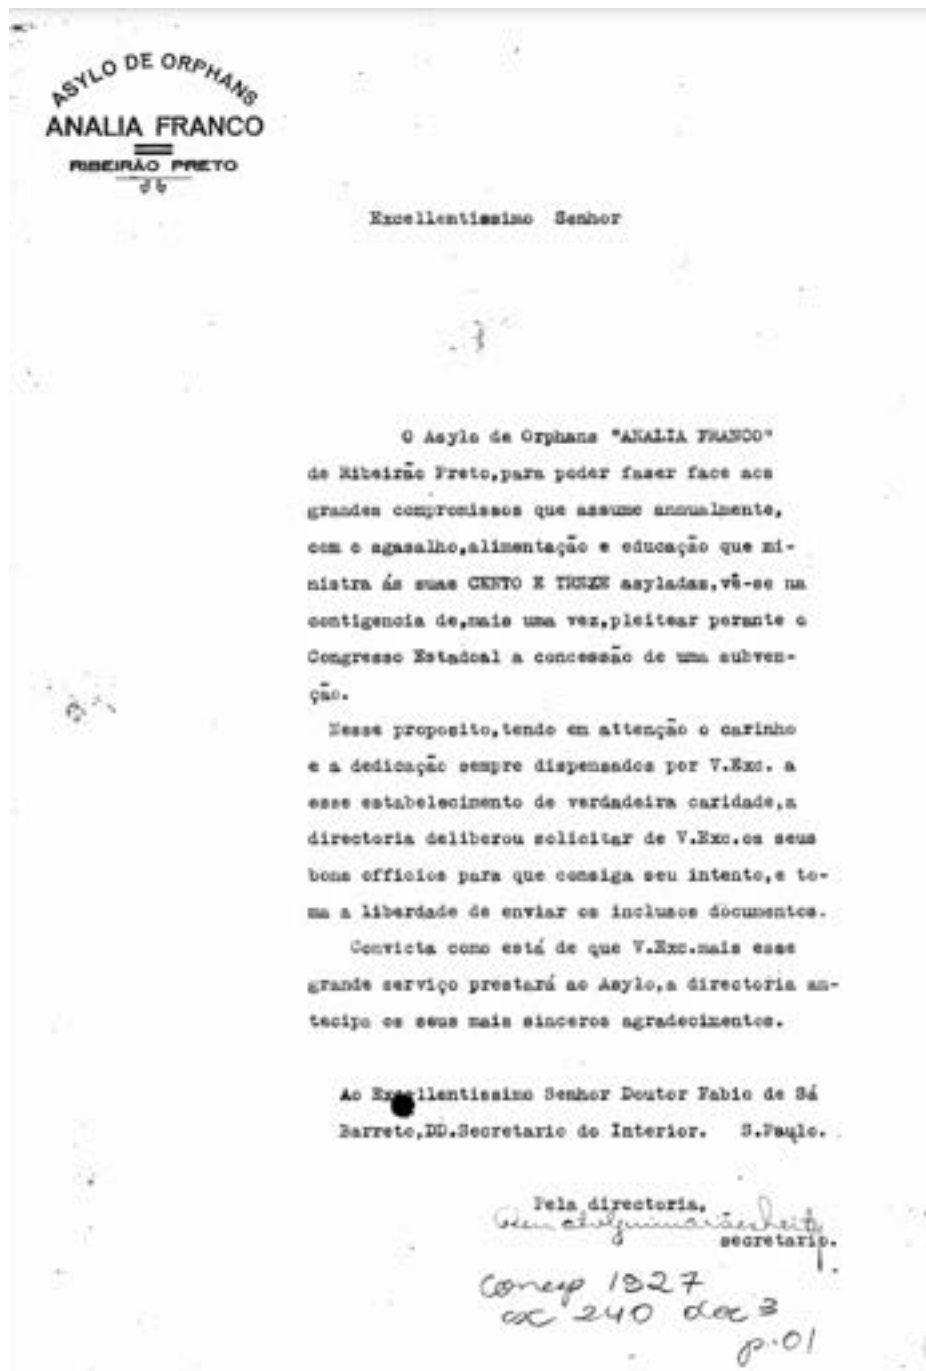 ASYLO DE ORPHANS
ANALIA FRANCO
RIBEIRÃO PRETO
Excellentissimo Senhor
O Asylo de Orphans "ANALIA FRANCO"
de Ribeirão Preto,para poder faser face aos
grandes compromissos que assume annualmente,
com o agasalho,alimentação e educação que mi-
nistra ás suas CENTO E TREZE asyladas,vê-se na
contigencia de,mais uma vez,pleitear perante o
Congresso Estadoal a concessão de uma subven-
ção.
Nesse proposito,tendo em attenção o carinho
e a dedicação sempre dispensados por V.Exc. a
esse estabelecimento de verdadeira caridade,a
directoria deliberou solicitar de V.Exc.os seus
bons officios para que consiga seu intento,e to-
ma a liberdade de enviar os inclusos documentos.
Convicta como está de que V.Exc.mais esse
grande serviço prestará ao Asylo,a directoria an-
tecipa os seus mais sinceros agradecimentos.
Ao Excellentissimo Senhor Doutor Fabio de Sá
Barreto,DD.Secretario do Interior. S.Paulo.
Pela directoria,
secretario.
1927
cx 240 doc 3
p.01